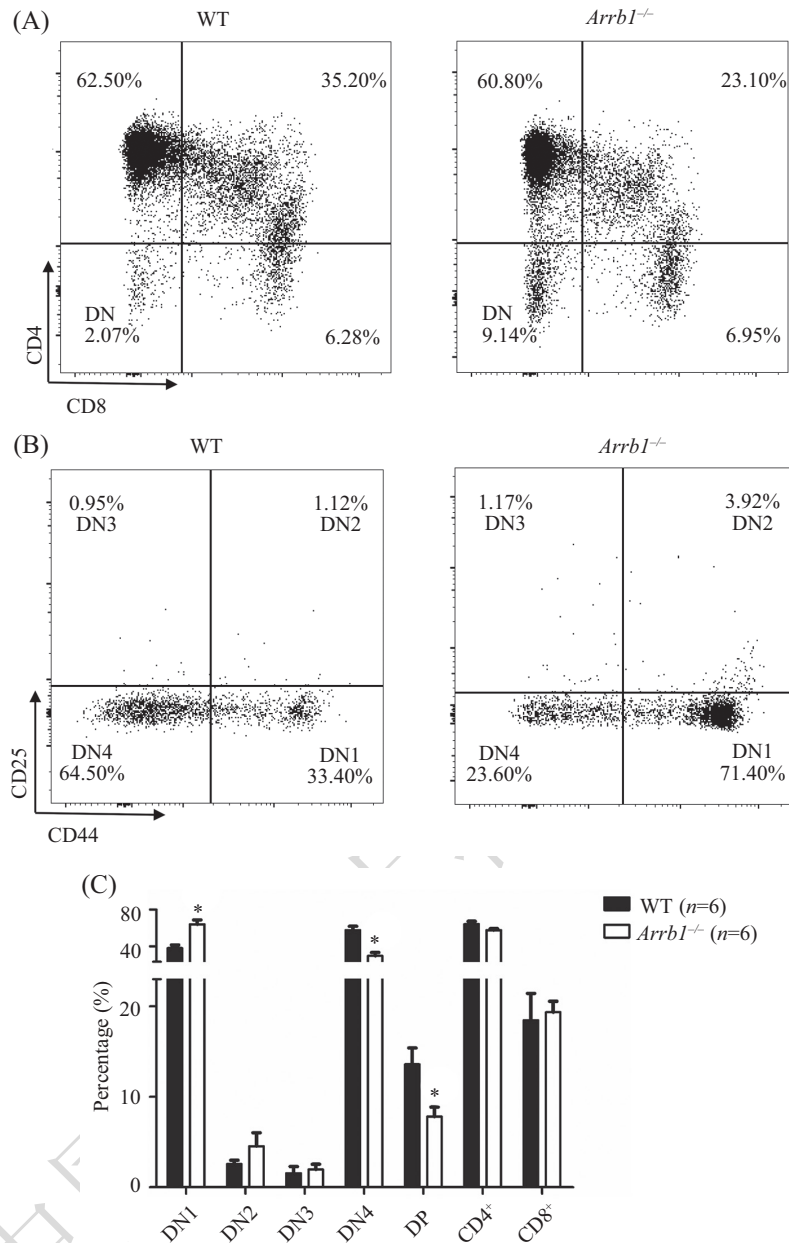 (A)
WT
Arrb1⁻/⁻
62.50%
35.20%
60.80%
23.10%
DN
2.07%
6.28%
DN
9.14%
6.95%
CD4
CD8
(B)
WT
Arrb1⁻/⁻
0.95%
DN3
1.12%
DN2
1.17%
DN3
3.92%
DN2
DN4
64.50%
DN1
33.40%
DN4
23.60%
DN1
71.40%
CD25
CD44
(C)
WT (n=6)
Arrb1⁻/⁻ (n=6)
Percentage (%)
80
40
20
10
0
*
*
*
DN1
DN2
DN3
DN4
DP
CD4⁺
CD8⁺